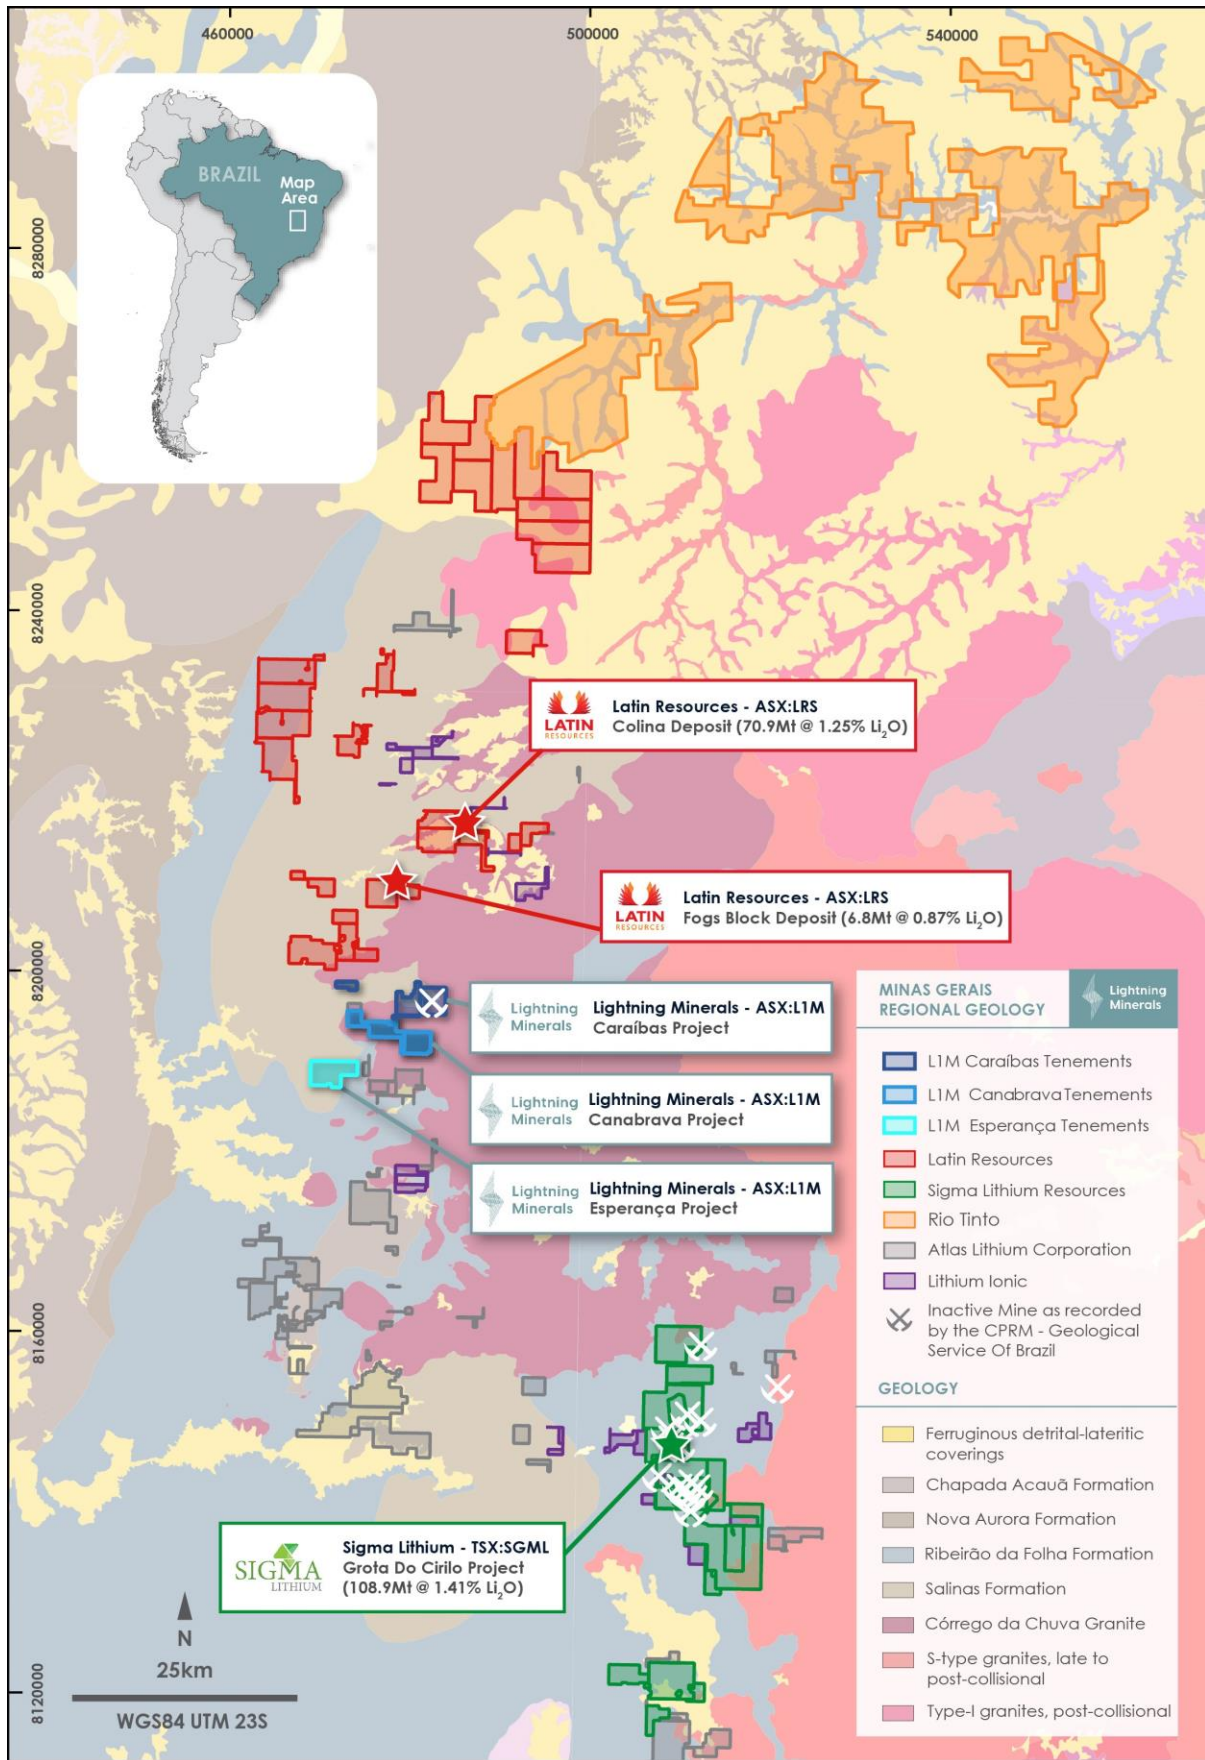 460000
500000
540000
BRAZIL
Map
Area
8280000
8240000
8200000
8160000
8120000
LATIN
RESOURCES
Latin Resources - ASX:LRS
Colina Deposit (70.9Mt @ 1.25% Li₂O)
LATIN
RESOURCES
Latin Resources - ASX:LRS
Fogs Block Deposit (6.8Mt @ 0.87% Li₂O)
Lightning
Minerals
Lightning Minerals - ASX:L1M
Caraíbas Project
Lightning
Minerals
Lightning Minerals - ASX:L1M
Canabrava Project
Lightning
Minerals
Lightning Minerals - ASX:L1M
Esperança Project
SIGMA
LITHIUM
Sigma Lithium - TSX:SGML
Grota Do Cirilo Project
(108.9Mt @ 1.41% Li₂O)
N
25km
WGS84 UTM 23S
MINAS GERAIS
REGIONAL GEOLOGY
Lightning
Minerals
L1M Caraíbas Tenements
L1M Canabrava Tenements
L1M Esperança Tenements
Latin Resources
Sigma Lithium Resources
Rio Tinto
Atlas Lithium Corporation
Lithium Ionic
Inactive Mine as recorded
by the CPRM - Geological
Service Of Brazil
GEOLOGY
Ferruginous detrital-lateritic
coverings
Chapada Acauã Formation
Nova Aurora Formation
Ribeirão da Folha Formation
Salinas Formation
Córrego da Chuva Granite
S-type granites, late to
post-collisional
Type-I granites, post-collisional